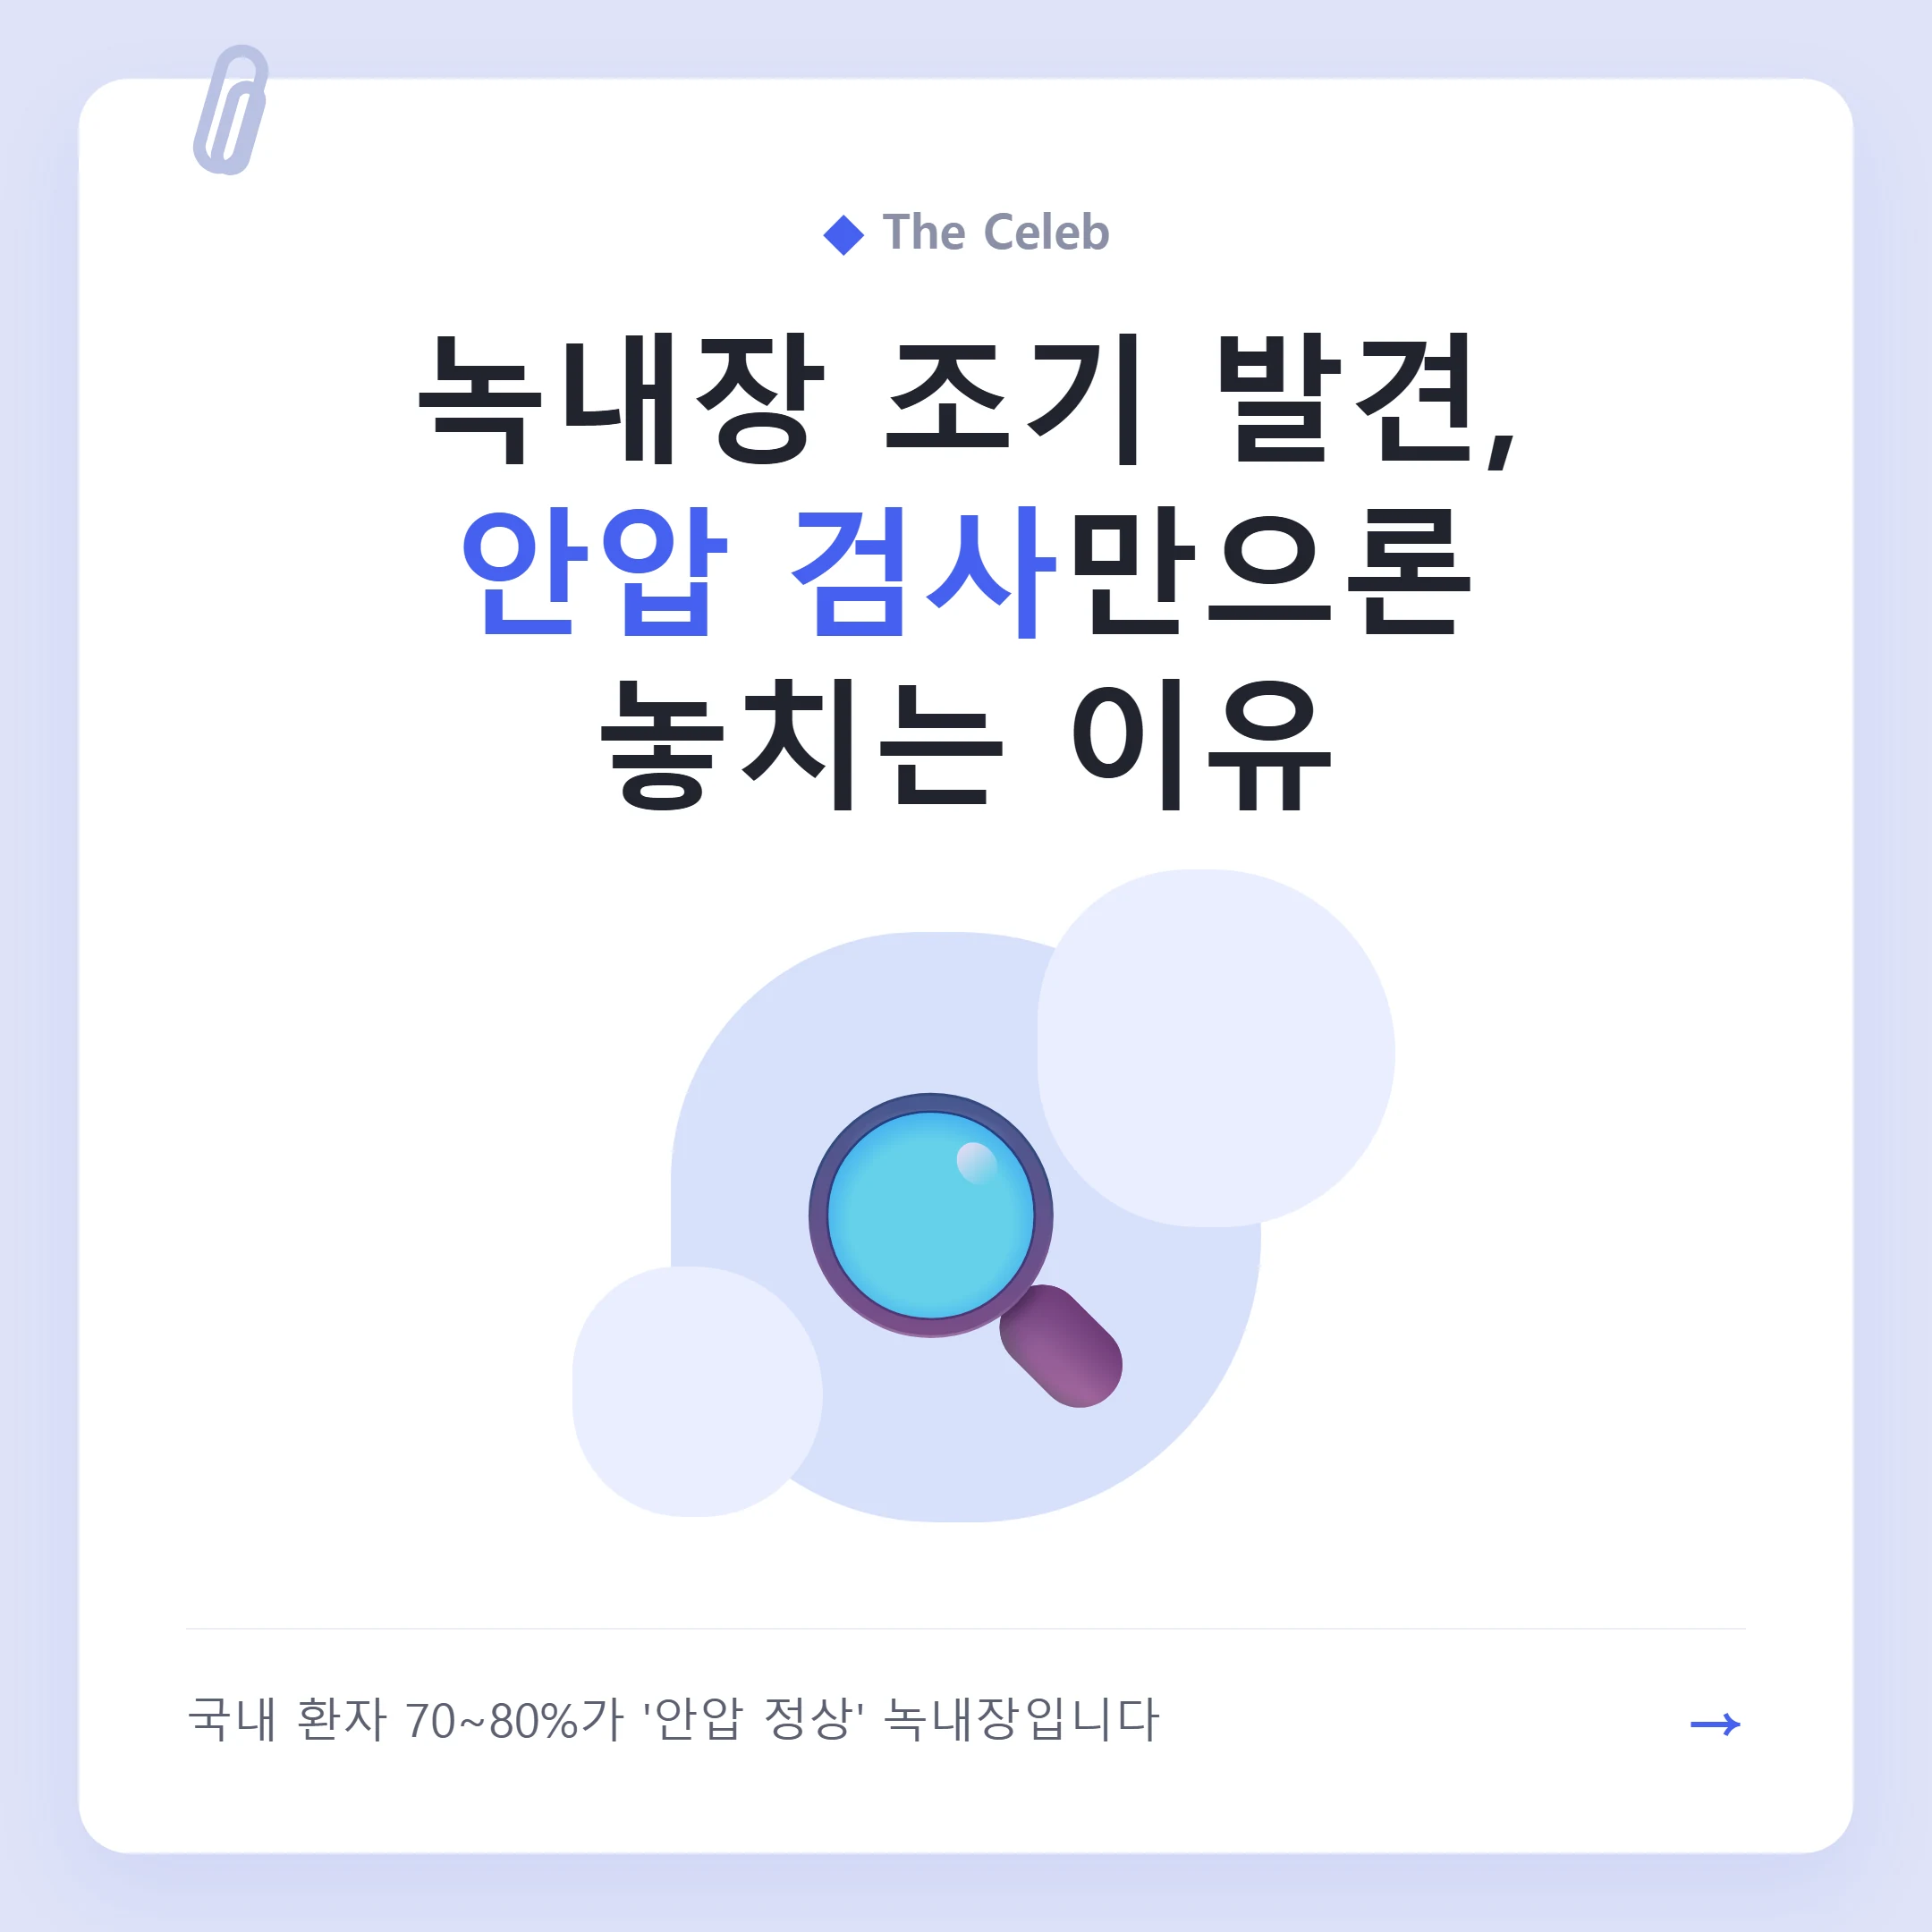 ◆ The Celeb
녹내장 조기 발견,
안압 검사만으론
놓치는 이유
국내 환자 70~80%가 '안압 정상' 녹내장입니다 →